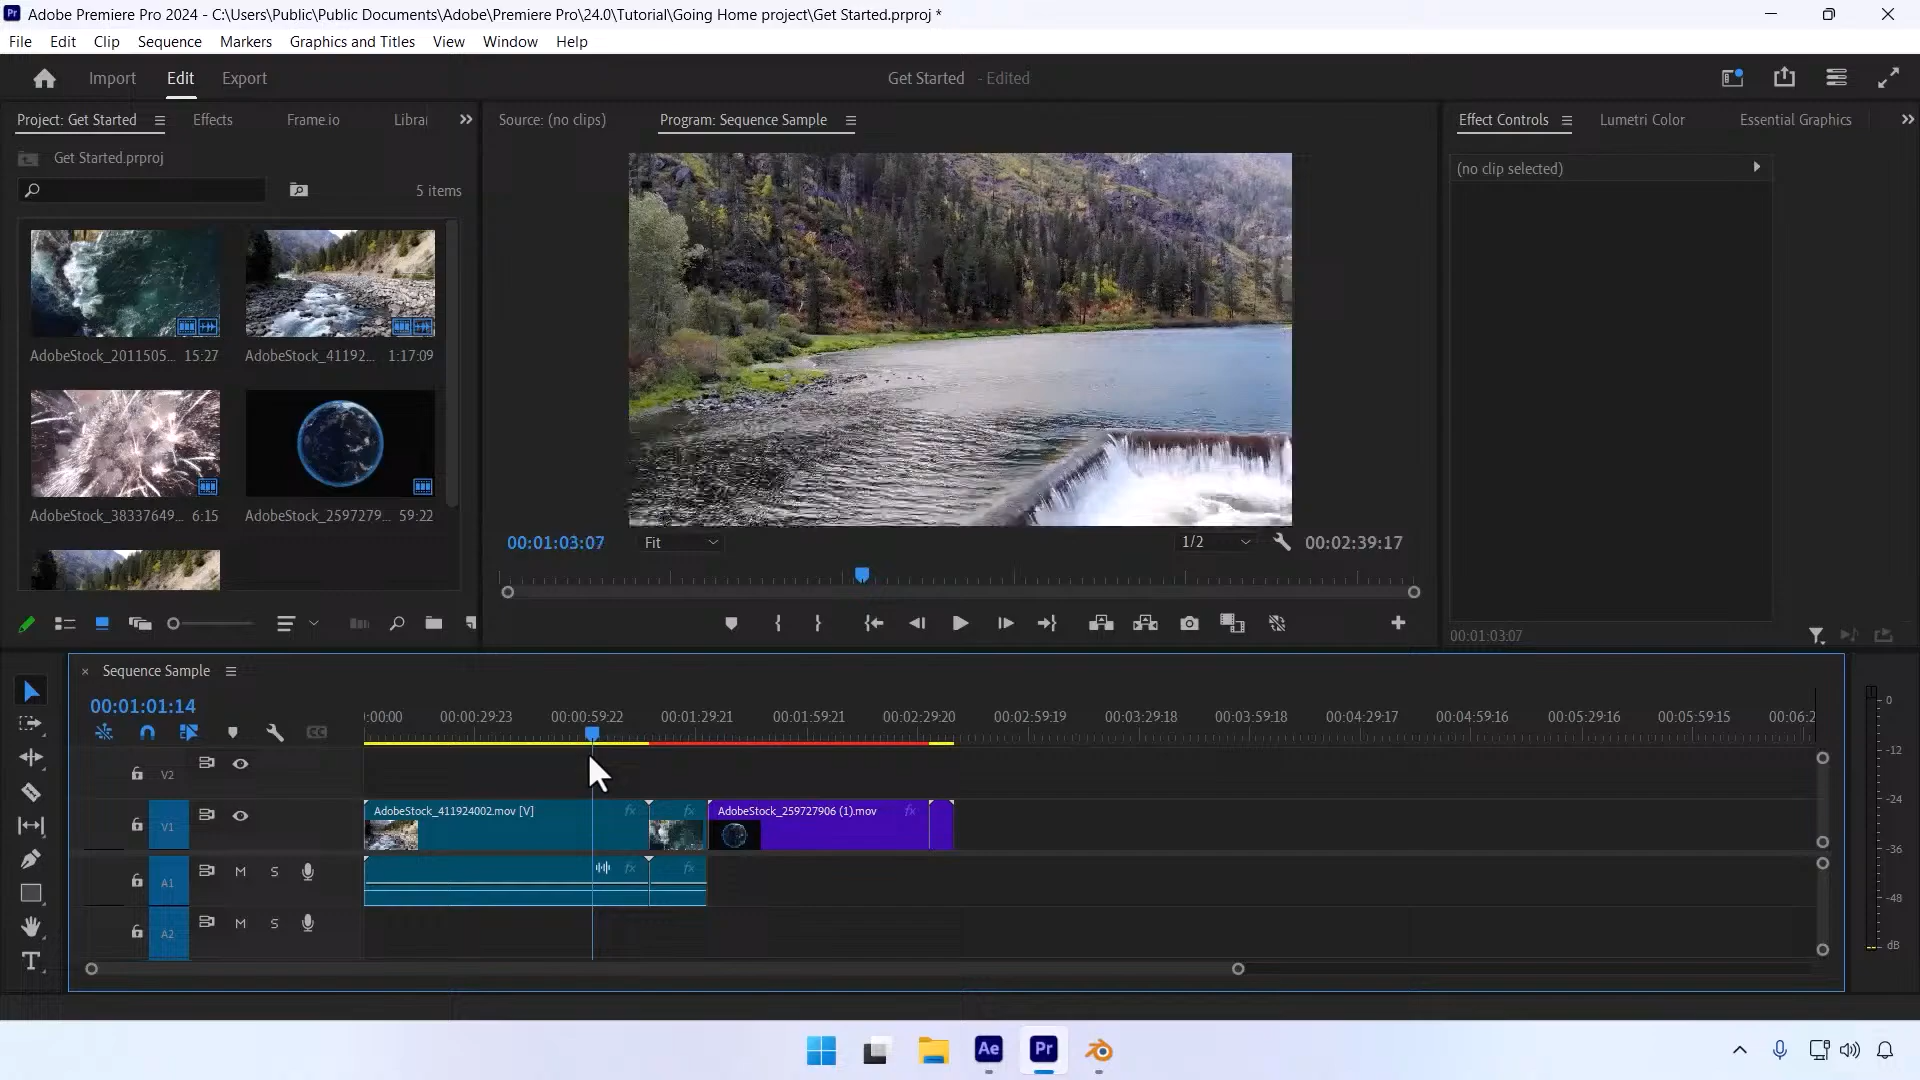 Pr Adobe Premiere Pro 2024 - C:\Users\Public\Public Documents\Adobe\Premiere Pro\24.0\Tutorial\Going Home project\Get Started.prproj *
File Edit Clip Sequence Markers Graphics and Titles View Window Help
Import Edit Export
Get Started - Edited
Project: Get Started Effects Frame.io Librai
Source: (no clips) Program: Sequence Sample
Effect Controls Lumetri Color Essential Graphics
Get Started.prproj
(no clip selected)
5 items
AdobeStock_2011505... 15:27 AdobeStock_41192... 1:17:09
AdobeStock_38337649... 6:15 AdobeStock_2597279... 59:22
00:01:03:07 Fit 1/2 00:02:39:17
00:01:03:07
× Sequence Sample
00:01:01:14
:00:00 00:00:29:23 00:00:59:22 00:01:29:21 00:01:59:21 00:02:29:20 00:02:59:19 00:03:29:18 00:03:59:18 00:04:29:17 00:04:59:16 00:05:29:16 00:05:59:15 00:06:2
CC
V2
V1 AdobeStock_411924002.mov [V] fx fx AdobeStock_259727906 (1).mov fx
A1 M S fx fx
A2 M S
T
0
-12
-24
-36
-48
dB
Ae Pr